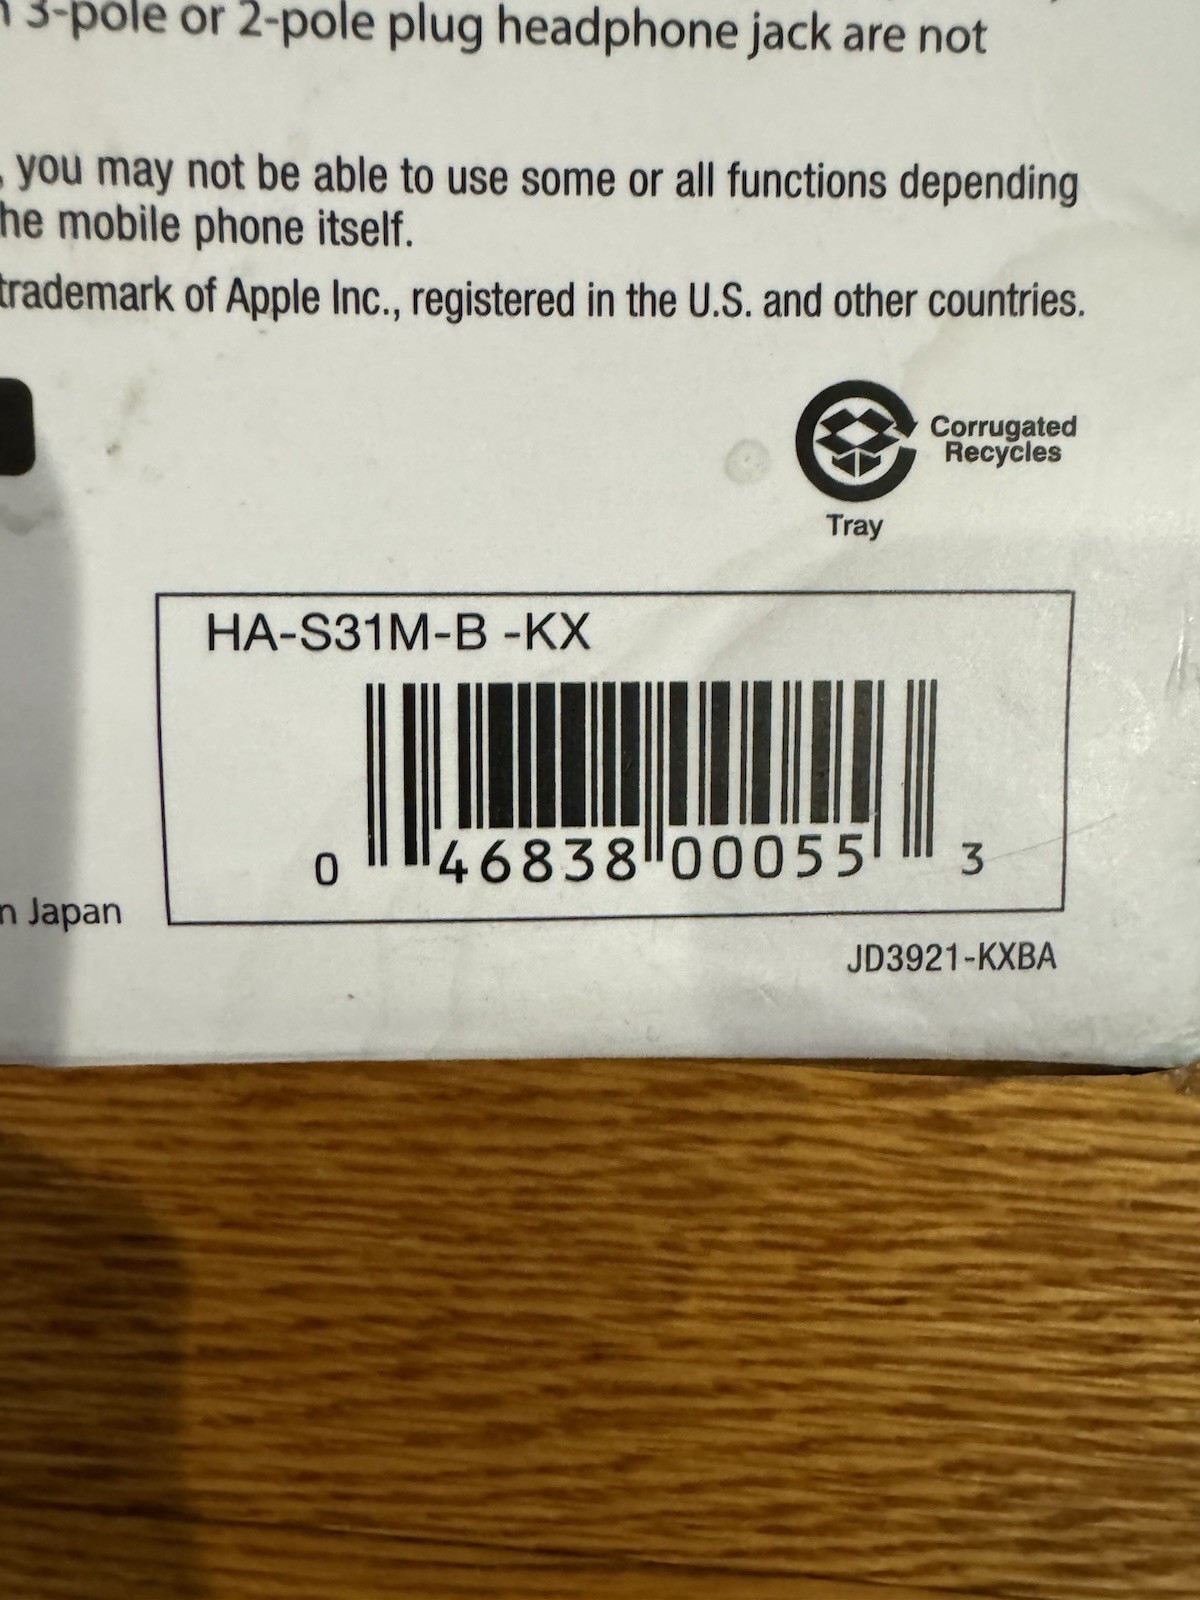 3-pole or 2-pole plug headphone jack are not
, you may not be able to use some or all functions depending
he mobile phone itself.
trademark of Apple Inc., registered in the U.S. and other countries.
Corrugated
Recycles
Tray
HA-S31M-B -KX
0 46838 00055 3
n Japan
JD3921-KXBA